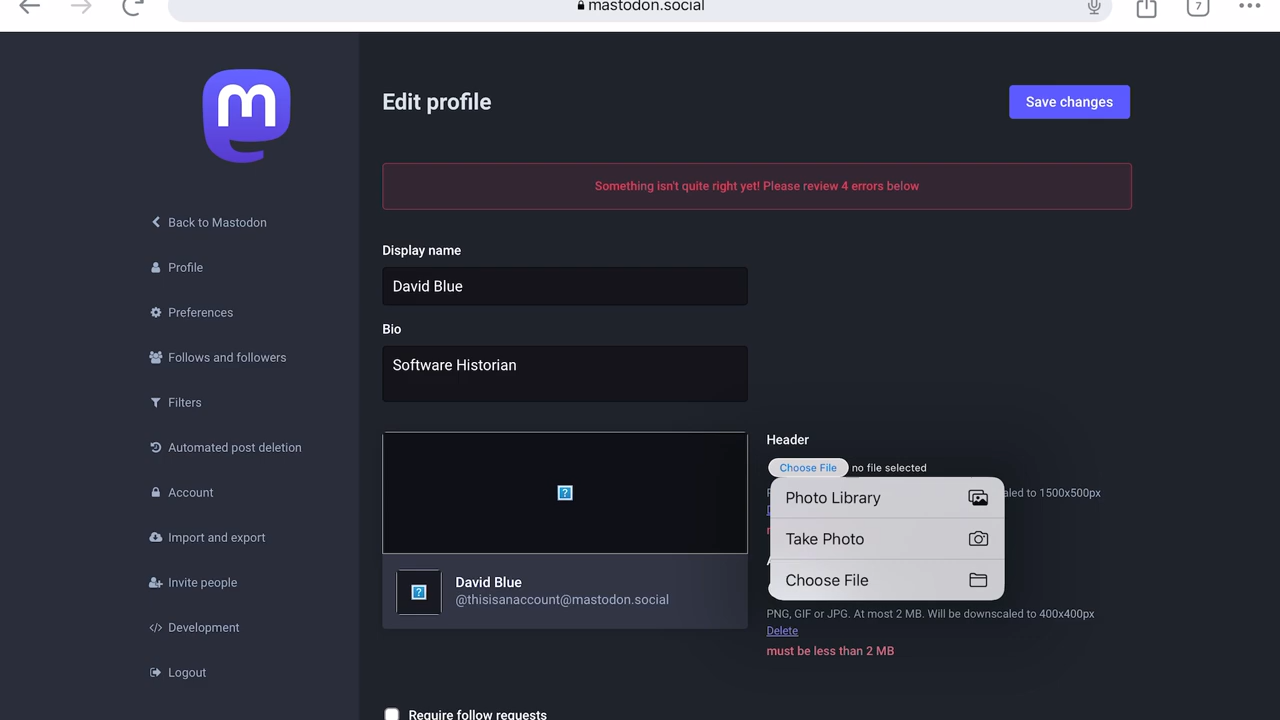 mastodon.social
7
Edit profile
Save changes
Something isn't quite right yet! Please review 4 errors below
Back to Mastodon
Profile
Preferences
Follows and followers
Filters
Automated post deletion
Account
Import and export
Invite people
Development
Logout
Display name
David Blue
Bio
Software Historian
Header
Choose File no file selected
to 1500x500px
Photo Library
Take Photo
Choose File
David Blue
@thisisanaccount@mastodon.social
PNG, GIF or JPG. At most 2 MB. Will be downscaled to 400x400px
Delete
must be less than 2 MB
Require follow requests